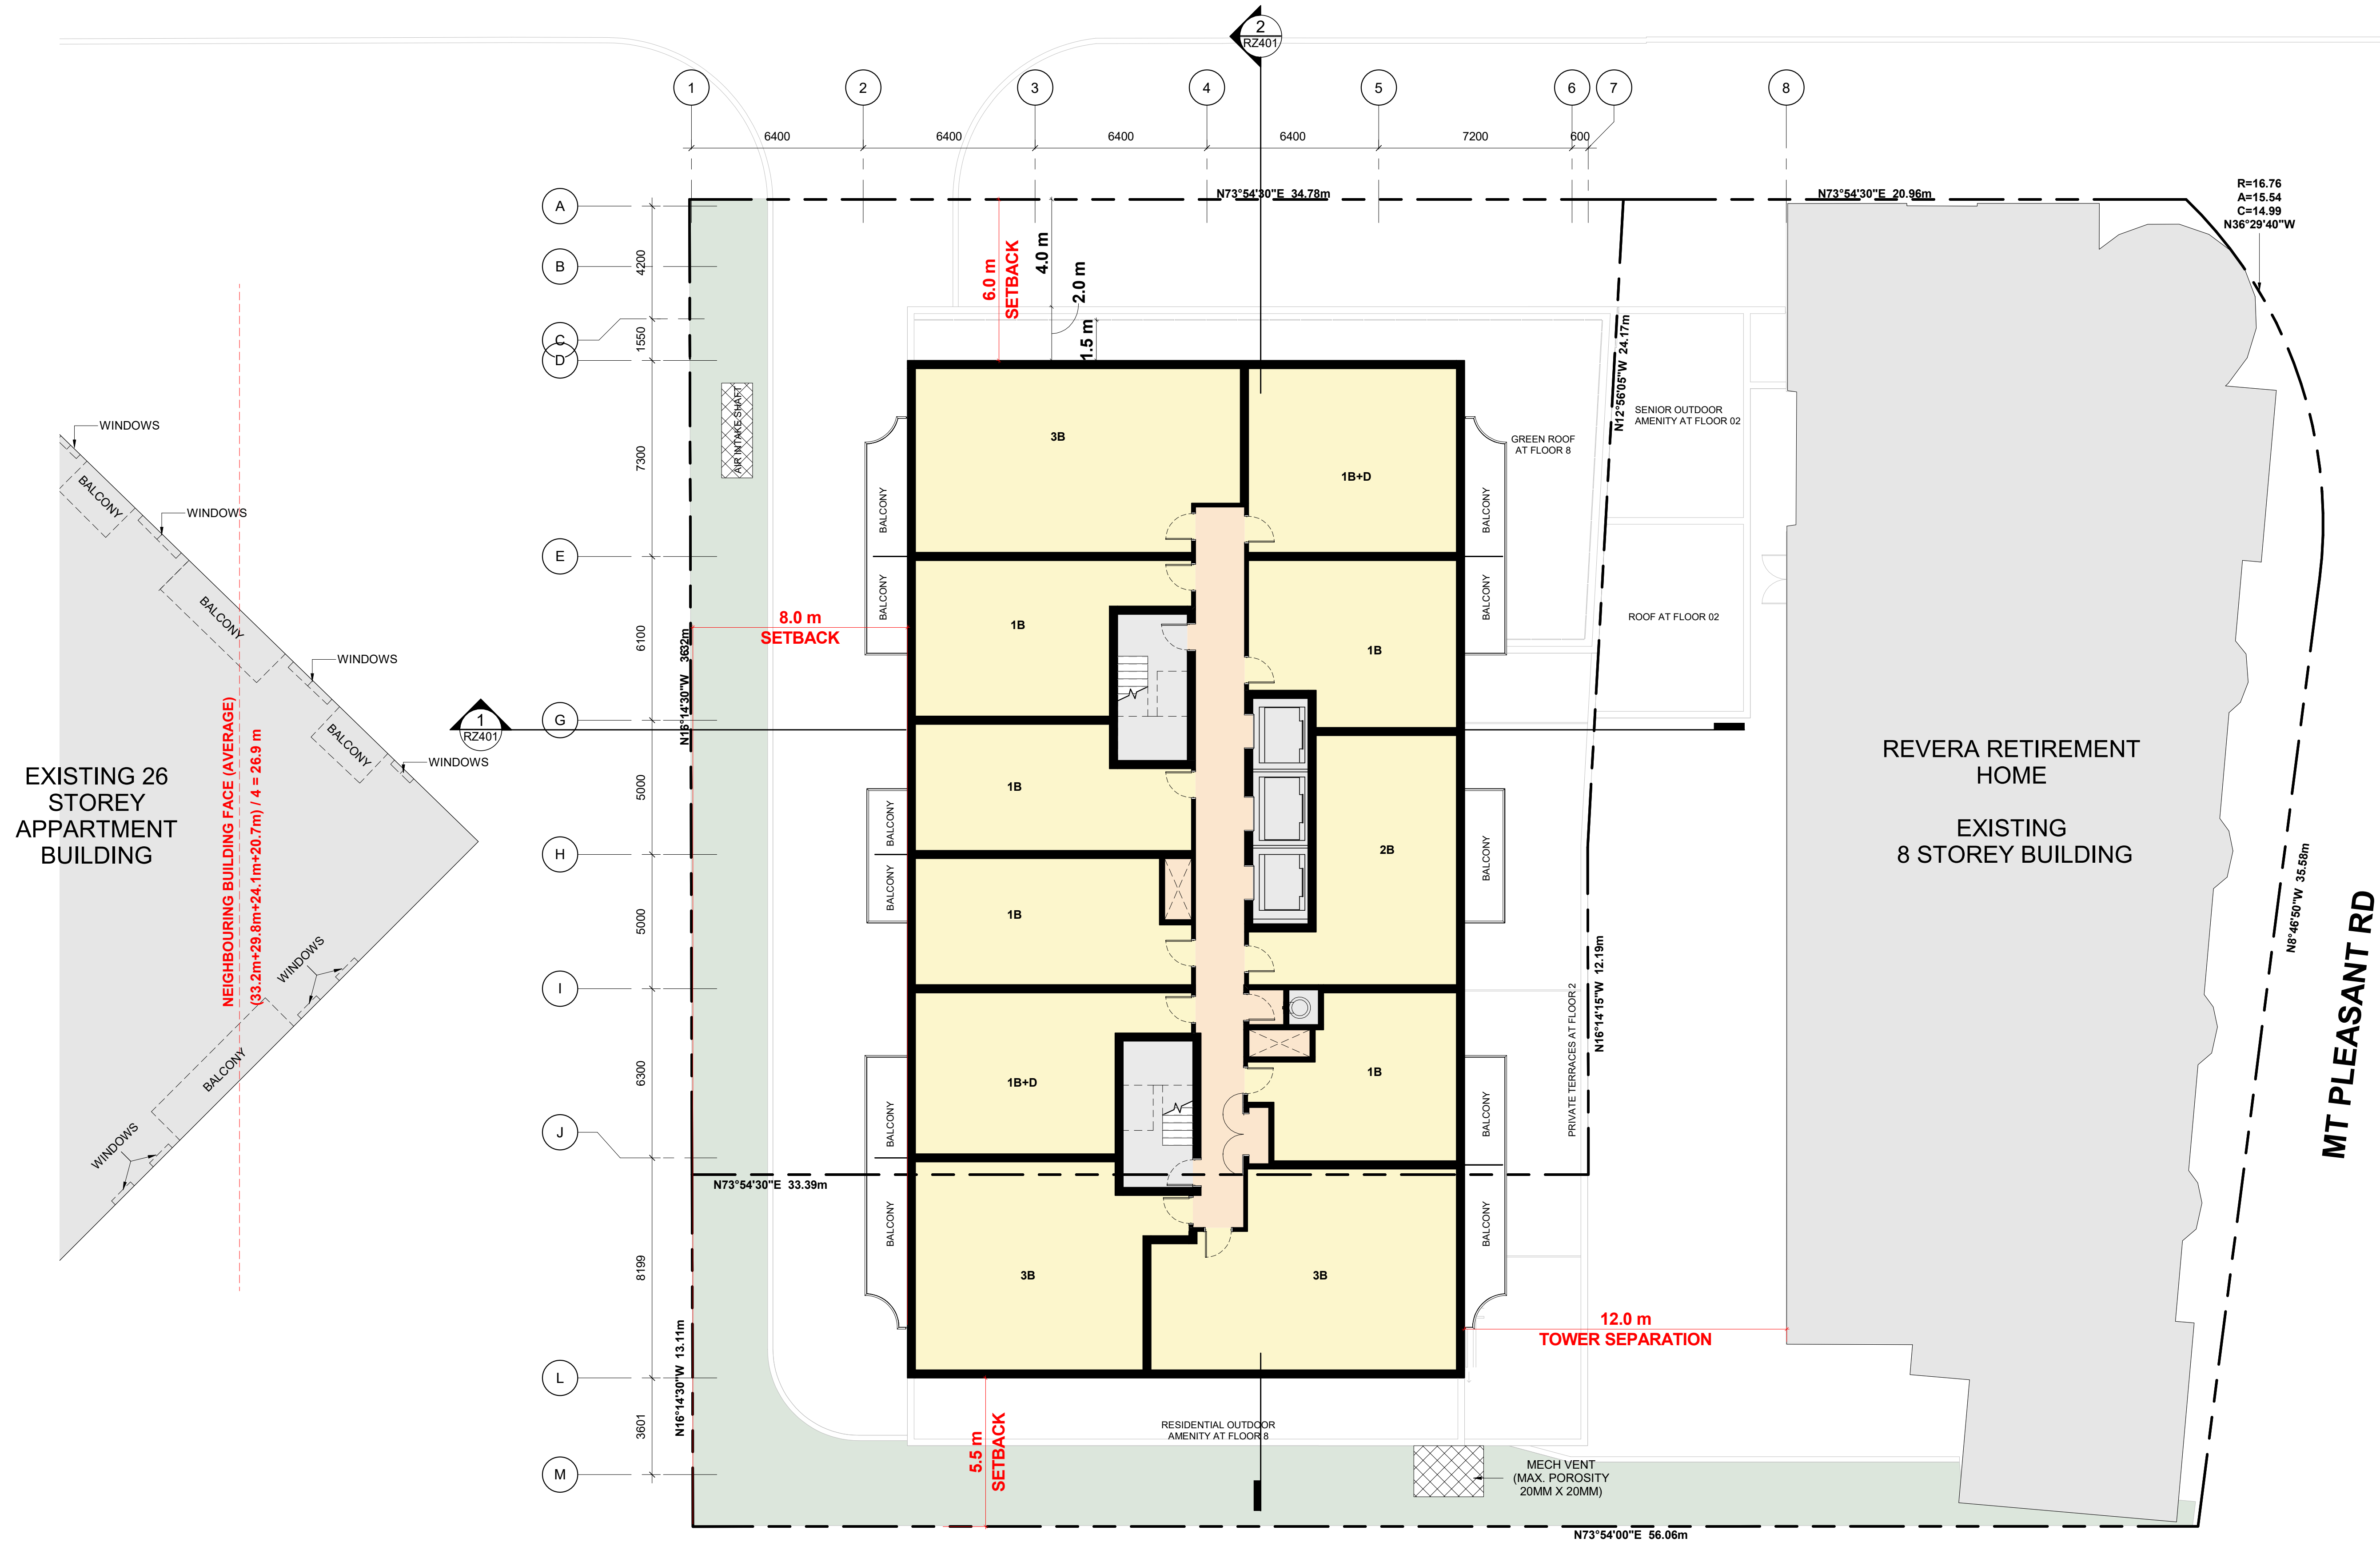 2
RZ401
1
2
3
4
5
6
7
8
6400
6400
6400
6400
7200
600
N73°54'30"E 34.78m
N73°54'30"E 20.96m
R=16.76
A=15.54
C=14.99
N36°29'40"W
A
B
C
D
E
G
H
I
J
L
M
4200
1550
7300
6100
5000
5000
6300
8199
3601
6.0 m
SETBACK
4.0 m
2.0 m
1.5 m
AIR INTAKE SHAFT
N12°56'05"W 24.17m
SENIOR OUTDOOR
AMENITY AT FLOOR 02
GREEN ROOF
AT FLOOR 8
ROOF AT FLOOR 02
WINDOWS
BALCONY
WINDOWS
BALCONY
WINDOWS
BALCONY
WINDOWS
EXISTING 26
STOREY
APPARTMENT
BUILDING
NEIGHBOURING BUILDING FACE (AVERAGE)
(33.2m+29.8m+24.1m+20.7m) / 4 = 26.9 m
WINDOWS
BALCONY
WINDOWS
1
RZ401
8.0 m
SETBACK
N16°14'30"W 3632m
3B
1B+D
BALCONY
BALCONY
BALCONY
BALCONY
1B
1B
1B
2B
BALCONY
BALCONY
BALCONY
1B
1B+D
1B
BALCONY
BALCONY
BALCONY
BALCONY
3B
3B
PRIVATE TERRACES AT FLOOR 2
N16°14'15"W 12.19m
N73°54'30"E 33.39m
N16°14'30"W 13.11m
12.0 m
TOWER SEPARATION
REVERA RETIREMENT
HOME
EXISTING
8 STOREY BUILDING
N8°46'50"W 35.58m
MT PLEASANT RD
RESIDENTIAL OUTDOOR
AMENITY AT FLOOR 8
5.5 m
SETBACK
MECH VENT
(MAX. POROSITY
20MM X 20MM)
N73°54'00"E 56.06m